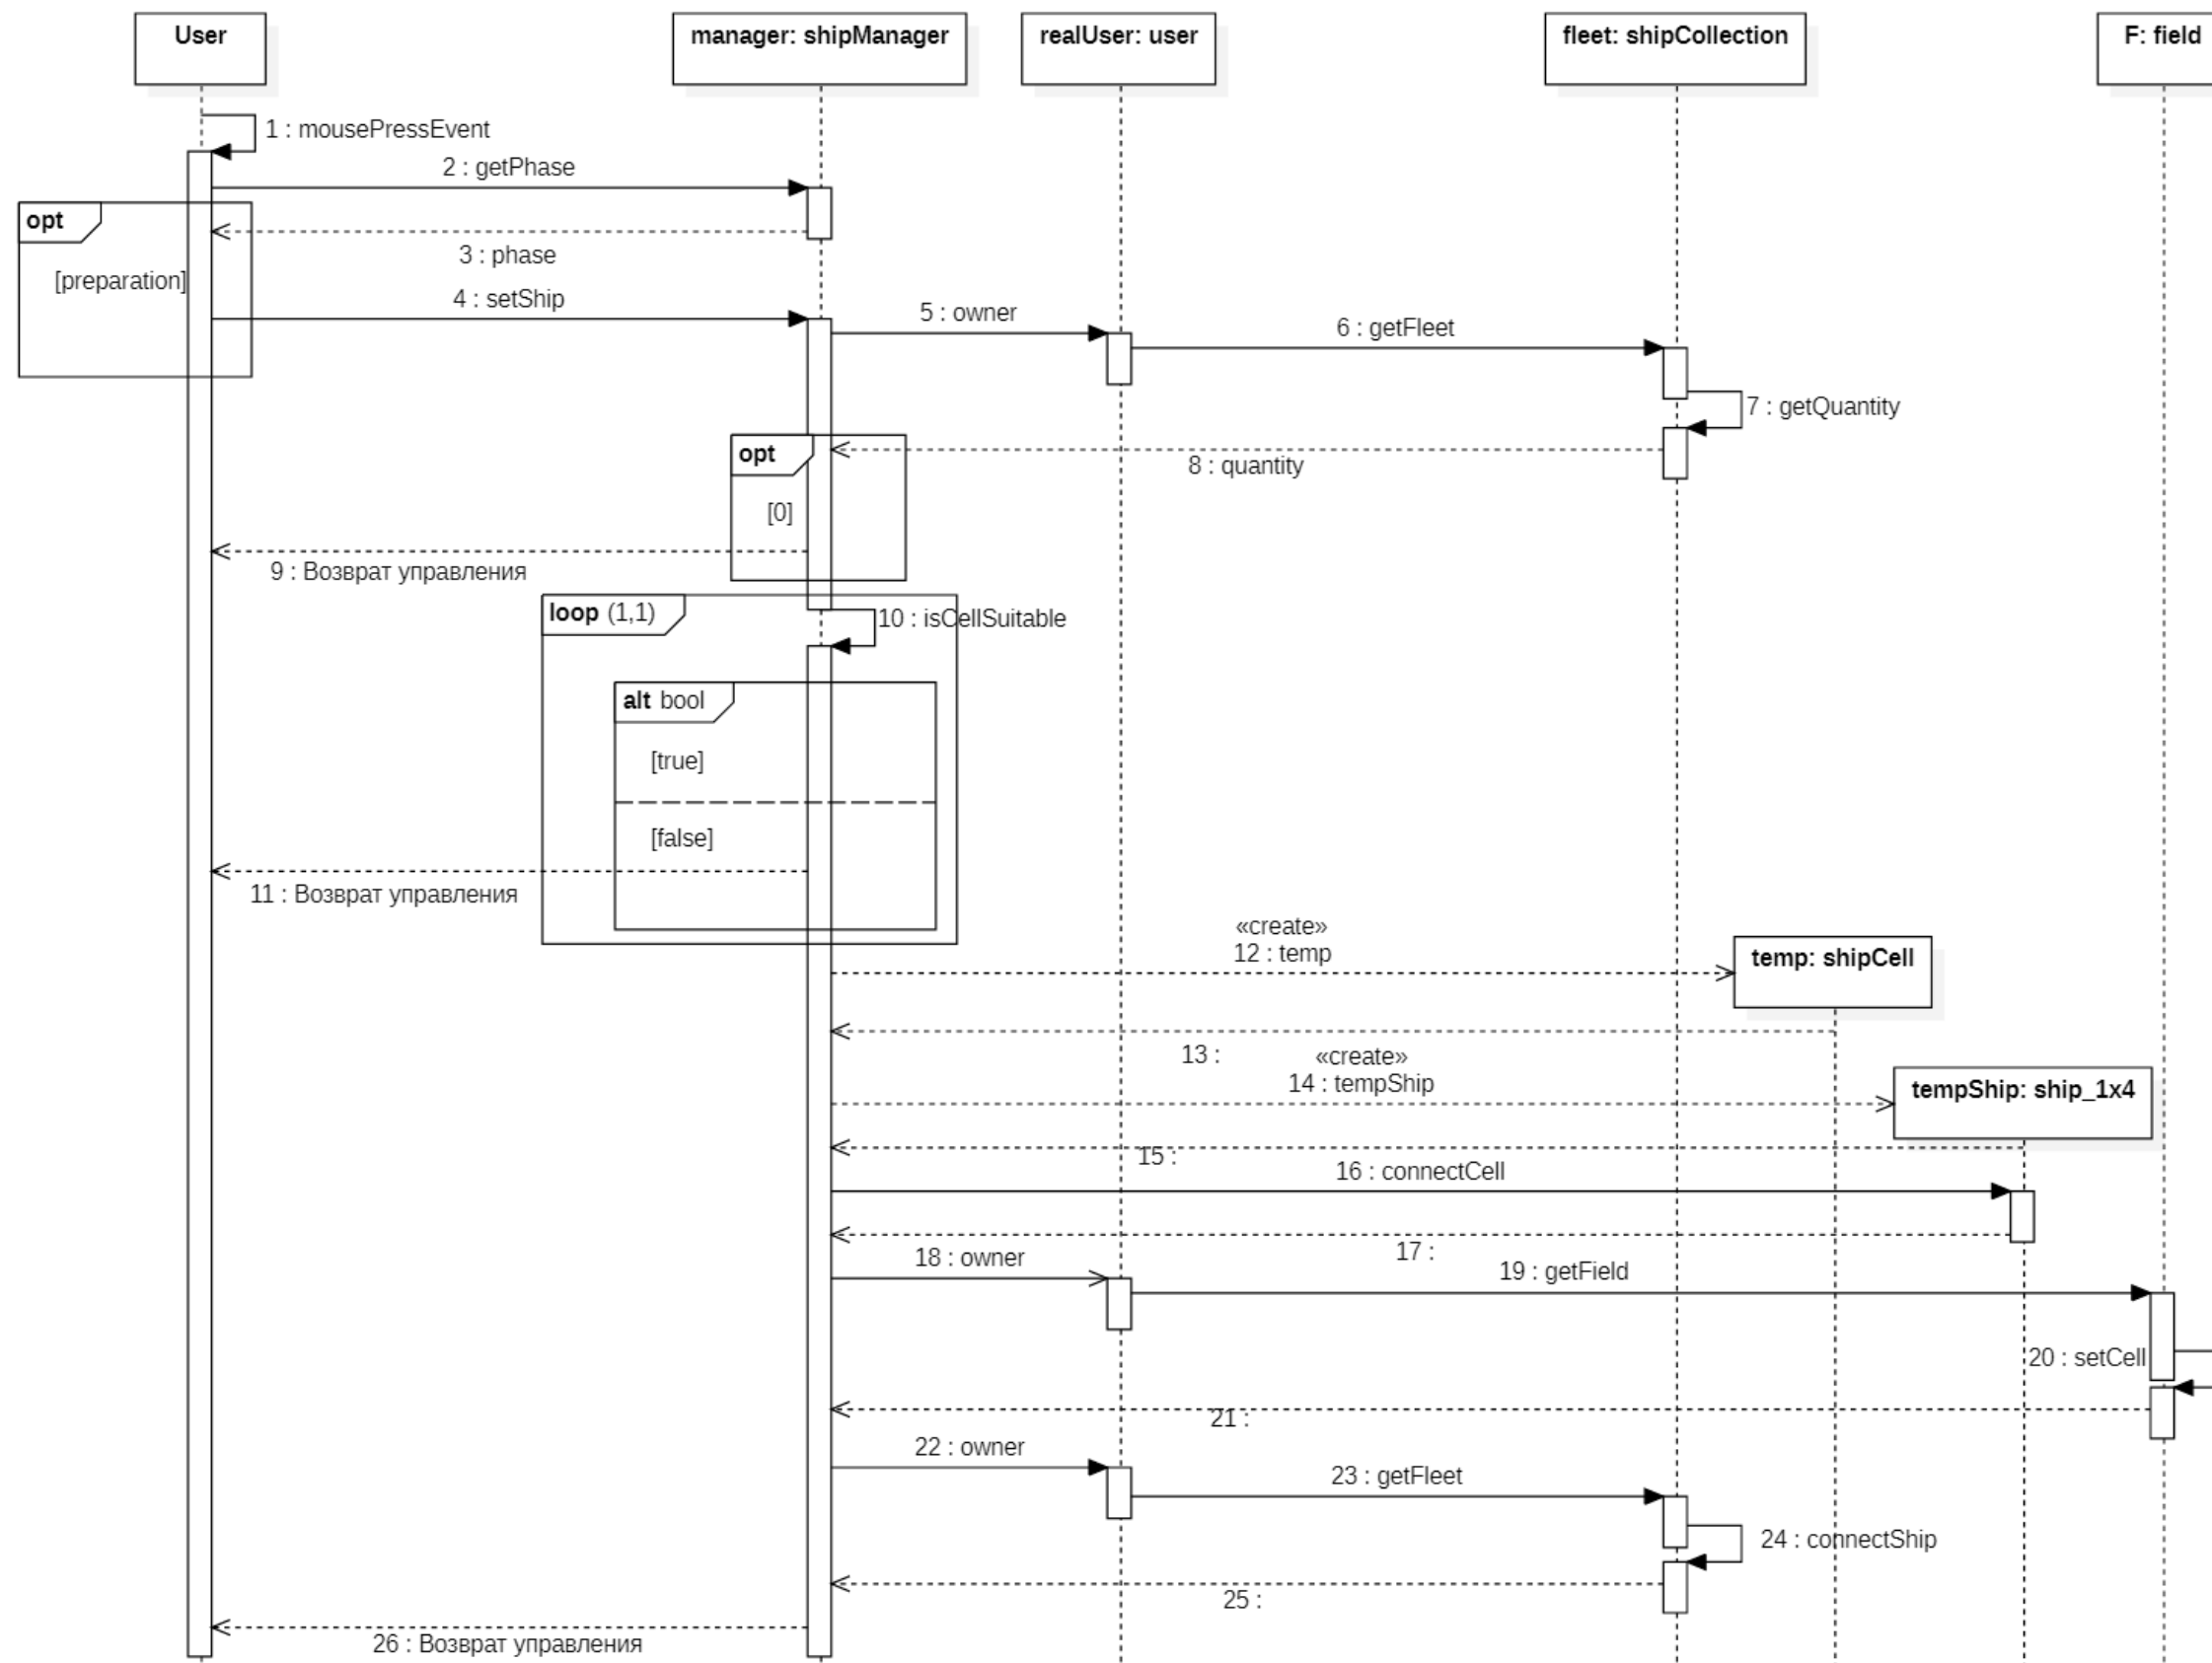 User
manager: shipManager
realUser: user
fleet: shipCollection
F: field
1 : mousePressEvent
2 : getPhase
opt
3 : phase
[preparation]
4 : setShip
5 : owner
6 : getFleet
7 : getQuantity
opt
8 : quantity
[0]
9 : Возврат управления
loop (1,1)
10 : isCellSuitable
alt bool
[true]
[false]
11 : Возврат управления
«create»
12 : temp
temp: shipCell
13 :
«create»
14 : tempShip
tempShip: ship_1x4
15 :
16 : connectCell
17 :
18 : owner
19 : getField
20 : setCell
21 :
22 : owner
23 : getFleet
24 : connectShip
25 :
26 : Возврат управления